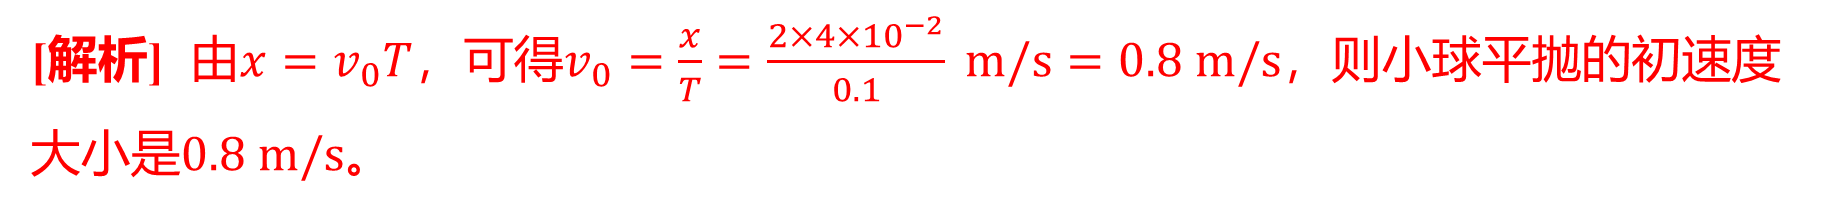 [解析] 由x = v₀T，可得v₀ = x/T = (2×4×10⁻²)/0.1 m/s = 0.8 m/s，则小球平抛的初速度
大小是0.8 m/s。